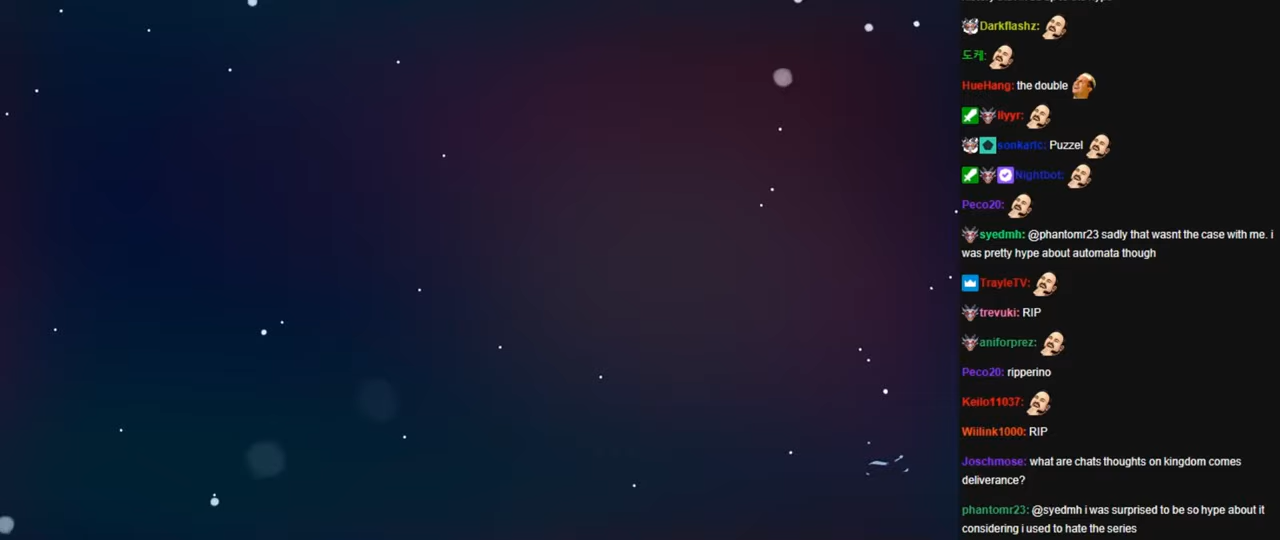 Darkflashz:
도케:
HueHang: the double
llyyr:
sonkaric: Puzzel
Nightbot:
Peco20:
syedmh: @phantomr23 sadly that wasnt the case with me. i
was pretty hype about automata though
TrayleTV:
trevuki: RIP
aniforprez:
Peco20: ripperino
Keilo11037:
Wiilink1000: RIP
Joschmose: what are chats thoughts on kingdom comes
deliverance?
phantomr23: @syedmh i was surprised to be so hype about it
considering i used to hate the series